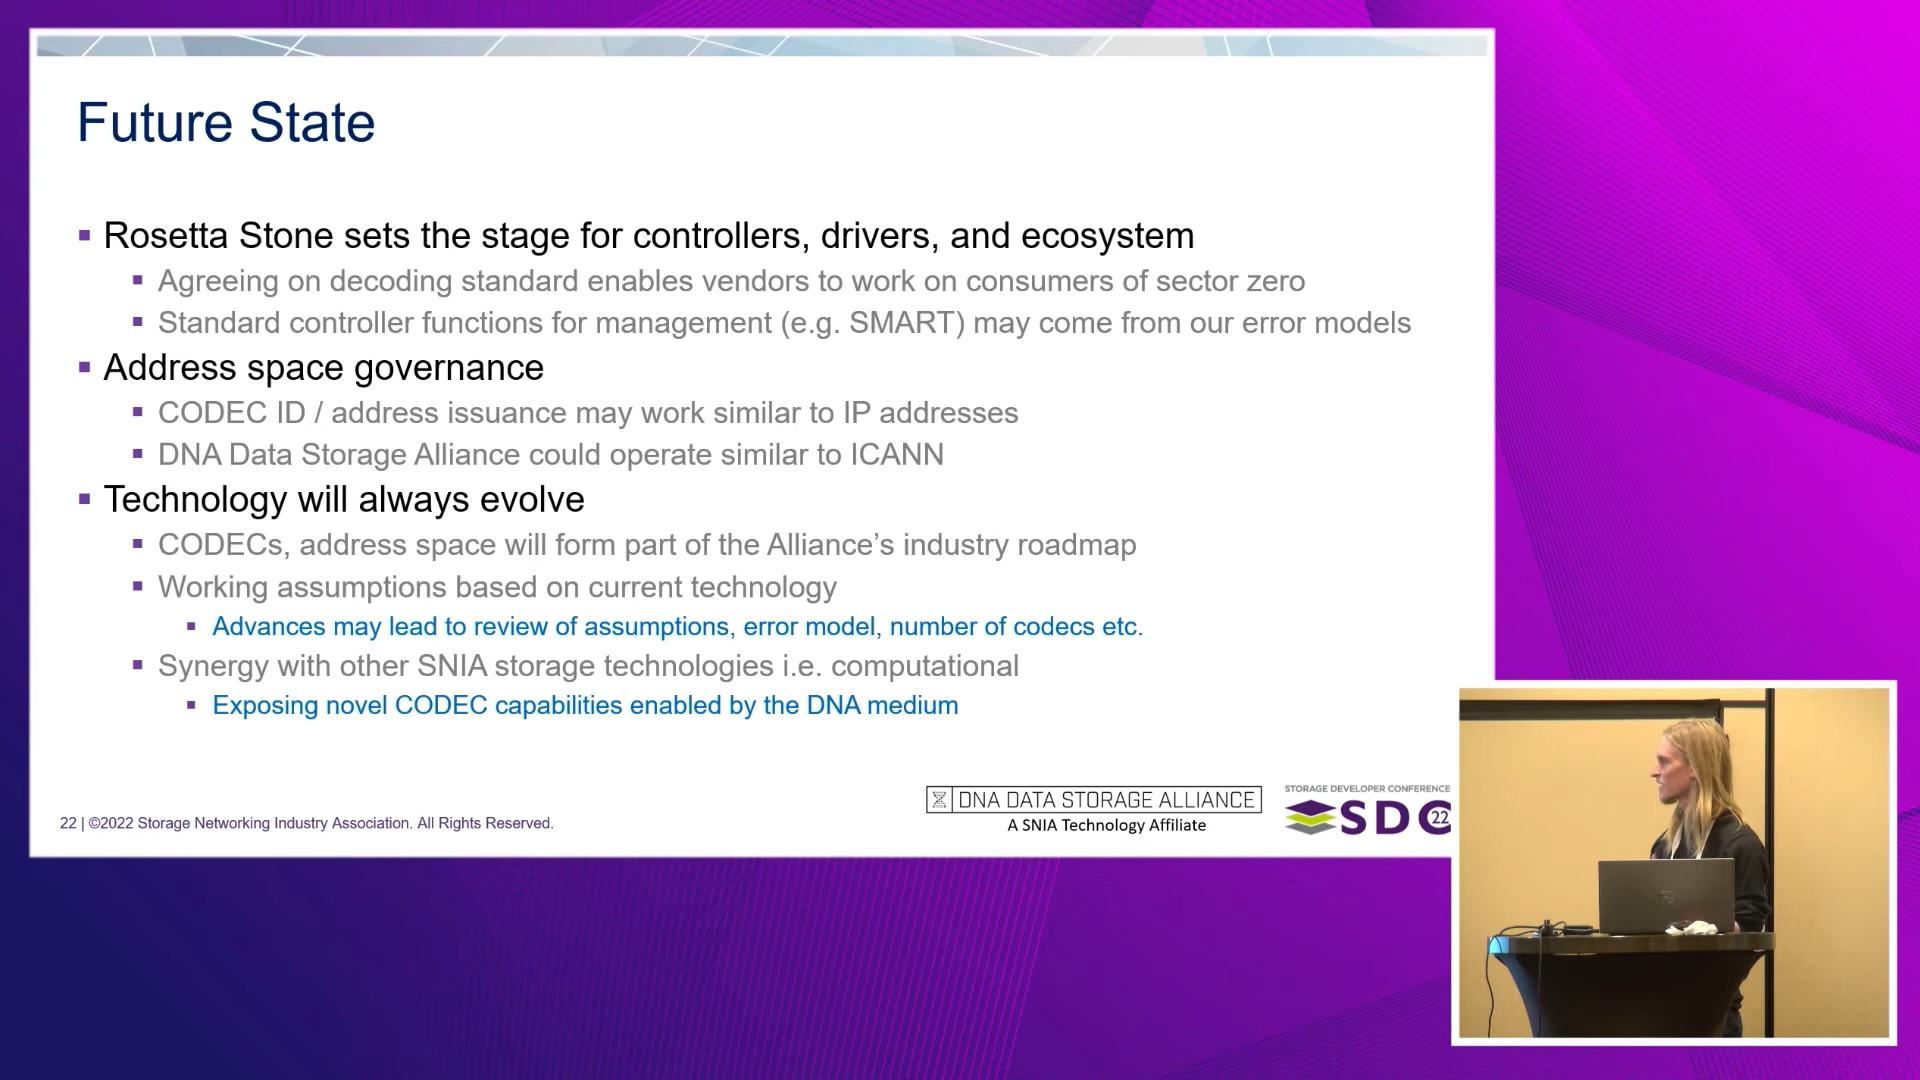 Future State
Rosetta Stone sets the stage for controllers, drivers, and ecosystem
Agreeing on decoding standard enables vendors to work on consumers of sector zero
Standard controller functions for management (e.g. SMART) may come from our error models
Address space governance
CODEC ID / address issuance may work similar to IP addresses
DNA Data Storage Alliance could operate similar to ICANN
Technology will always evolve
CODECs, address space will form part of the Alliance’s industry roadmap
Working assumptions based on current technology
Advances may lead to review of assumptions, error model, number of codecs etc.
Synergy with other SNIA storage technologies i.e. computational
Exposing novel CODEC capabilities enabled by the DNA medium
22 | ©2022 Storage Networking Industry Association. All Rights Reserved.
DNA DATA STORAGE ALLIANCE
A SNIA Technology Affiliate
STORAGE DEVELOPER CONFERENCE
SDC 22